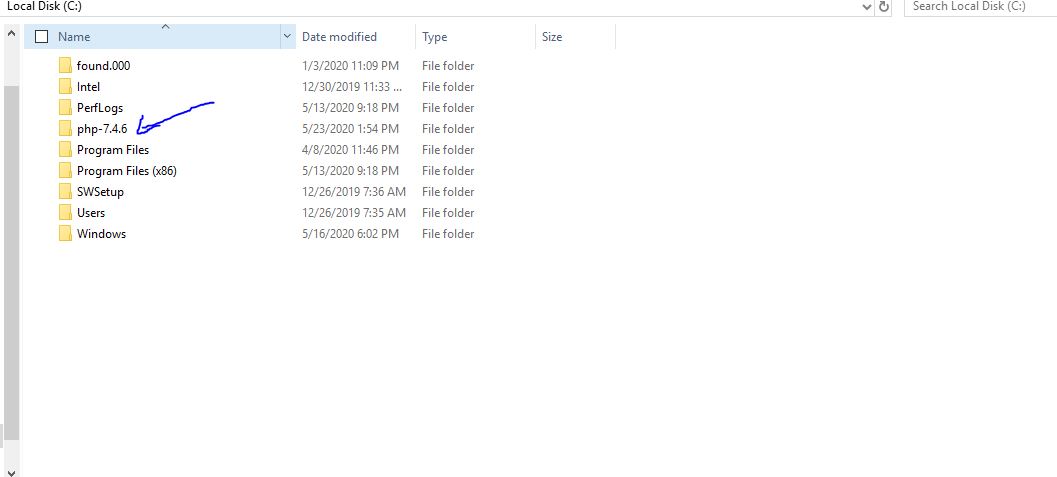 Local Disk (C:) Search Local Disk (C:)
Name Date modified Type Size
found.000 1/3/2020 11:09 PM File folder
Intel 12/30/2019 11:33 ... File folder
PerfLogs 5/13/2020 9:18 PM File folder
php-7.4.6 5/23/2020 1:54 PM File folder
Program Files 4/8/2020 11:46 PM File folder
Program Files (x86) 5/13/2020 9:18 PM File folder
SWSetup 12/26/2019 7:36 AM File folder
Users 12/26/2019 7:35 AM File folder
Windows 5/16/2020 6:02 PM File folder